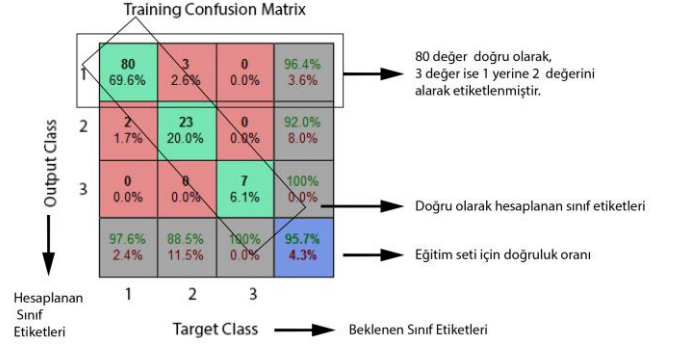 Training Confusion Matrix
80 3 0 96.4%
69.6% 2.6% 0.0% 3.6%
1
80 değer doğru olarak,
3 değer ise 1 yerine 2 değerini
alarak etiketlenmiştir.
2 23 0 92.0%
1.7% 20.0% 0.0% 8.0%
2
0 0 7 100%
0.0% 0.0% 6.1% 0.0%
3
Output Class
Doğru olarak hesaplanan sınıf etiketleri
97.6% 88.5% 100% 95.7%
2.4% 11.5% 0.0% 4.3%
Eğitim seti için doğruluk oranı
1 2 3
Hesaplanan
Sınıf
Etiketleri
Target Class
Beklenen Sınıf Etiketleri